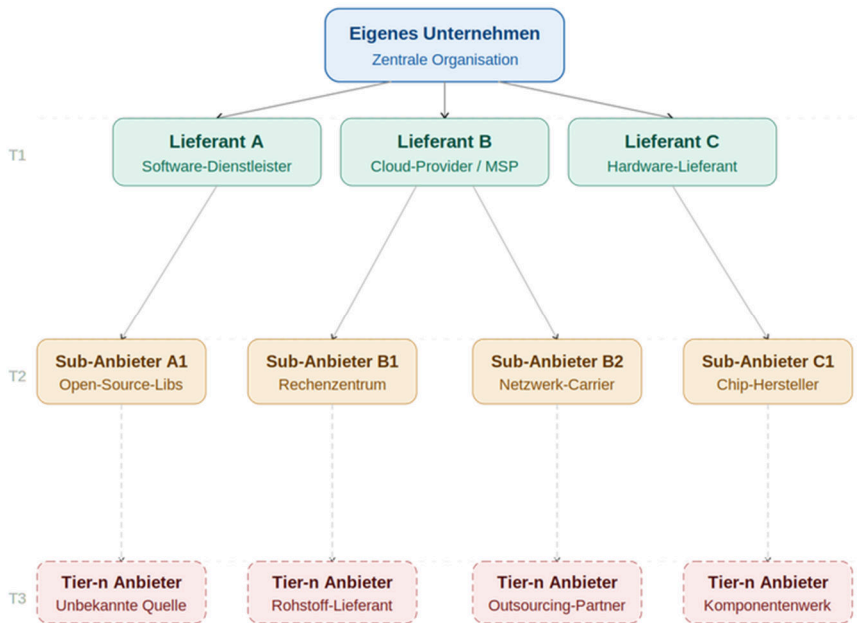 Eigenes Unternehmen
Zentrale Organisation
T1
Lieferant A
Software-Dienstleister
Lieferant B
Cloud-Provider / MSP
Lieferant C
Hardware-Lieferant
T2
Sub-Anbieter A1
Open-Source-Libs
Sub-Anbieter B1
Rechenzentrum
Sub-Anbieter B2
Netzwerk-Carrier
Sub-Anbieter C1
Chip-Hersteller
T3
Tier-n Anbieter
Unbekannte Quelle
Tier-n Anbieter
Rohstoff-Lieferant
Tier-n Anbieter
Outsourcing-Partner
Tier-n Anbieter
Komponentenwerk